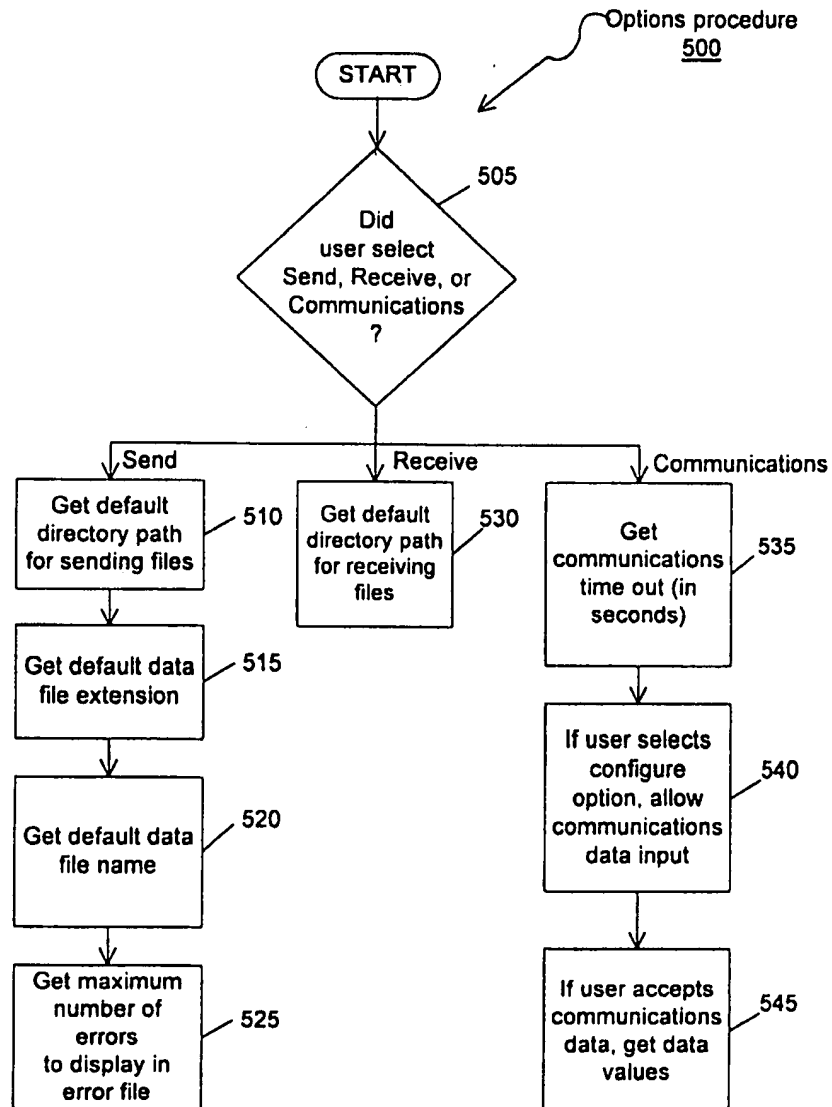 Options procedure
500
START
505
Did
user select
Send, Receive, or
Communications
?
Send
Receive
Communications
Get default
directory path
for sending files
510
Get default
directory path
for receiving
files
530
Get
communications
time out (in
seconds)
535
Get default data
file extension
515
If user selects
configure
option, allow
communications
data input
540
Get default data
file name
520
Get maximum
number of
errors
to display in
error file
525
If user accepts
communications
data, get data
values
545